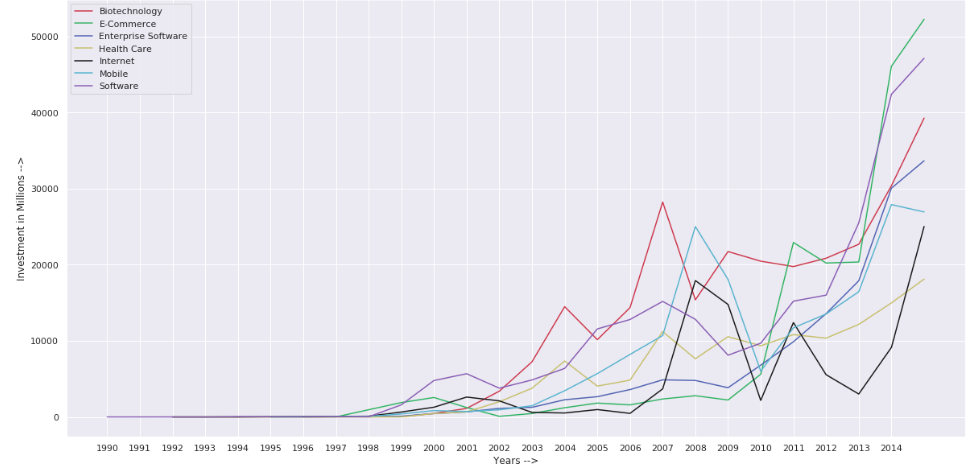 Biotechnology
E-Commerce
Enterprise Software
Health Care
Internet
Mobile
Software
50000
40000
30000
20000
10000
0
Investment in Millions -->
1990 1991 1992 1993 1994 1995 1996 1997 1998 1999 2000 2001 2002 2003 2004 2005 2006 2007 2008 2009 2010 2011 2012 2013 2014
Years -->